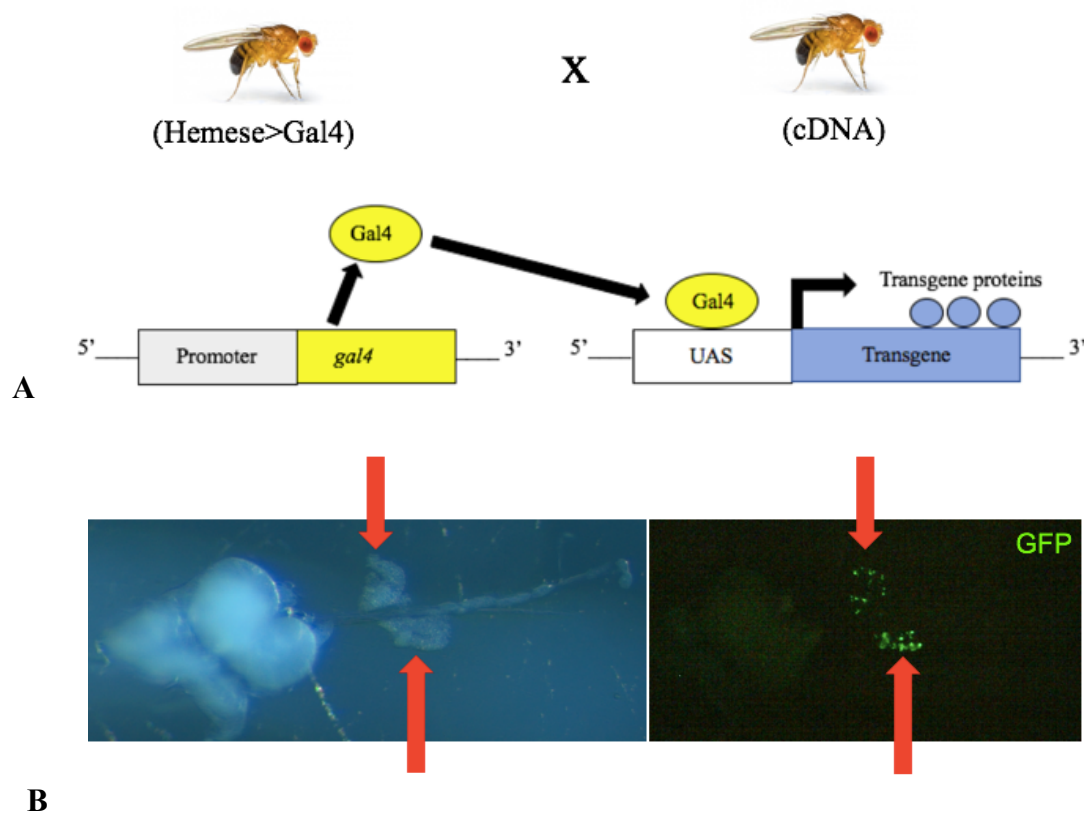 X
(Hemese>Gal4)
(cDNA)
Gal4
Gal4
Transgene proteins
5’
Promoter
gal4
3’
5’
UAS
Transgene
3’
A
GFP
B